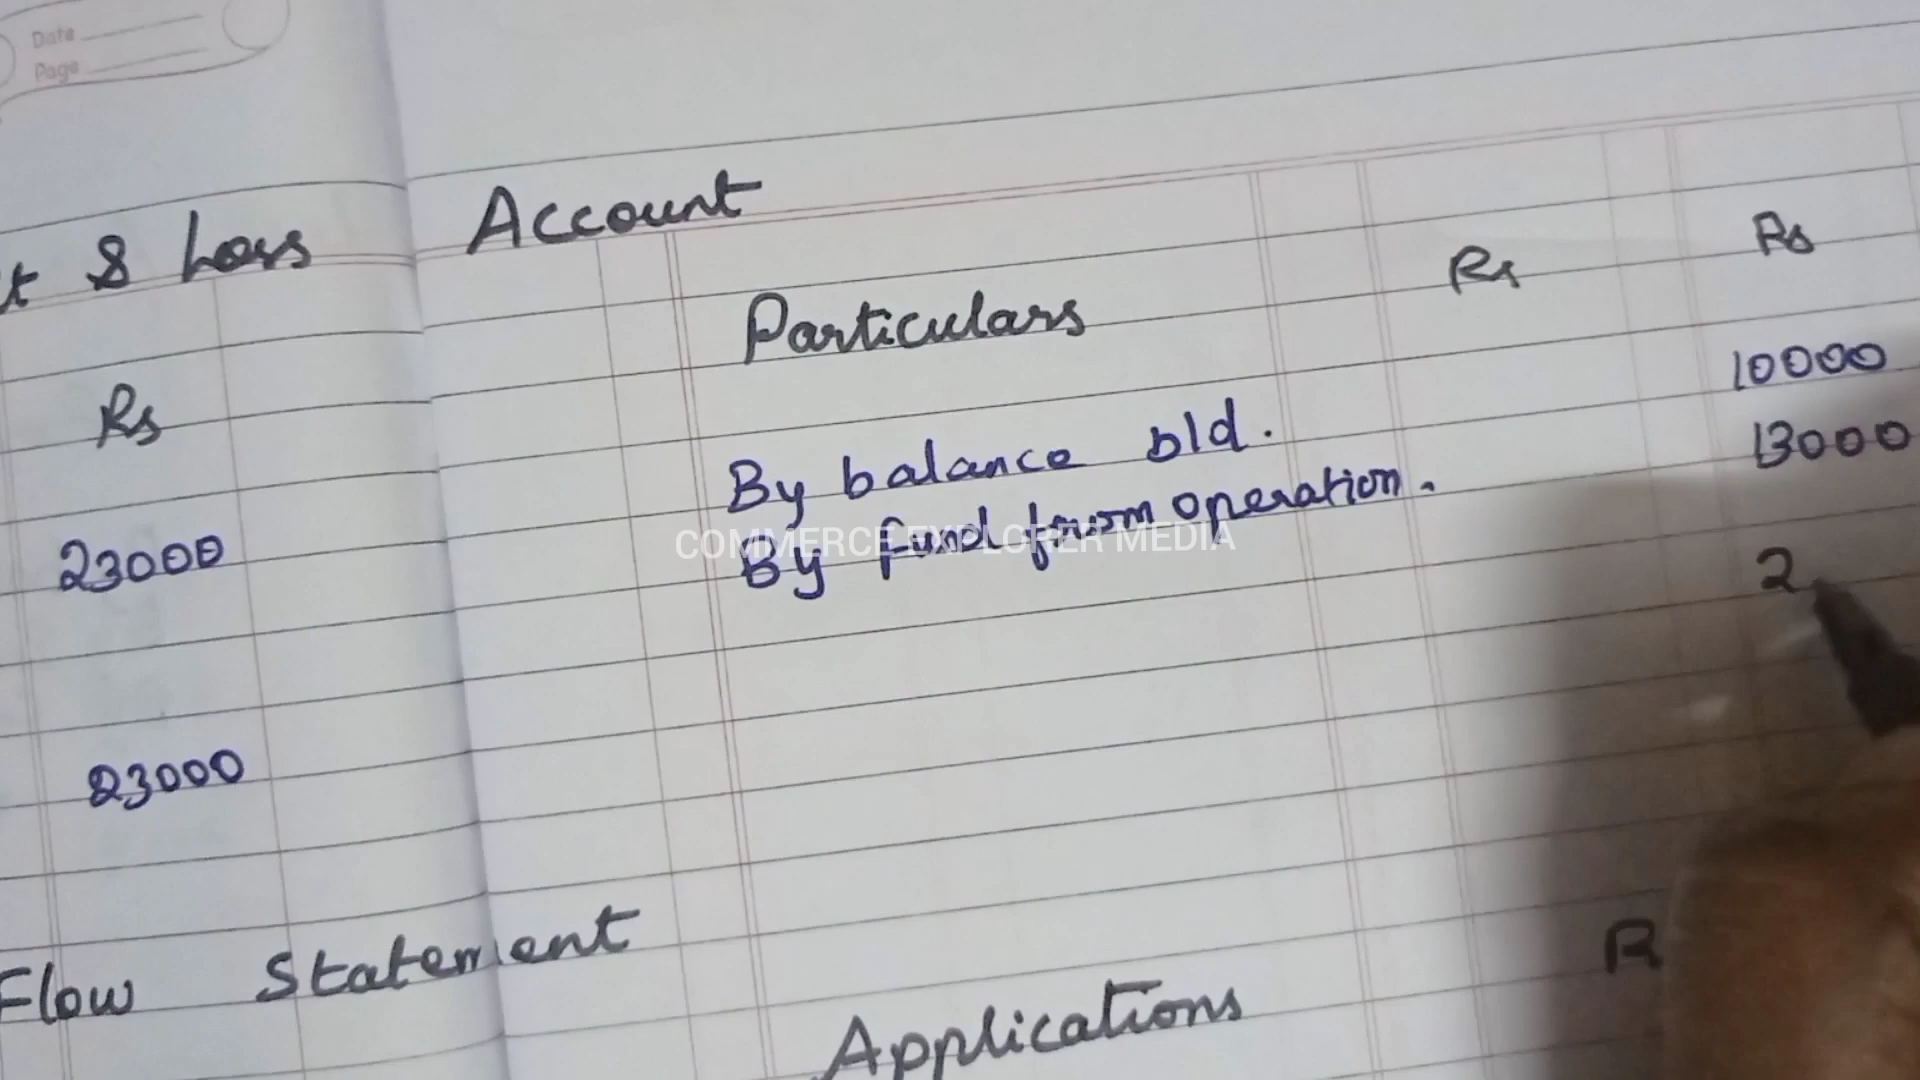 Date
Page
t & Loss Account
Rs
Particulars
Rs
Rs
By balance b/d.
10000
By fund from operation.
13000
23000
2
COMMERCE EXPLORER MEDIA
23000
Flow Statement
Applications
R